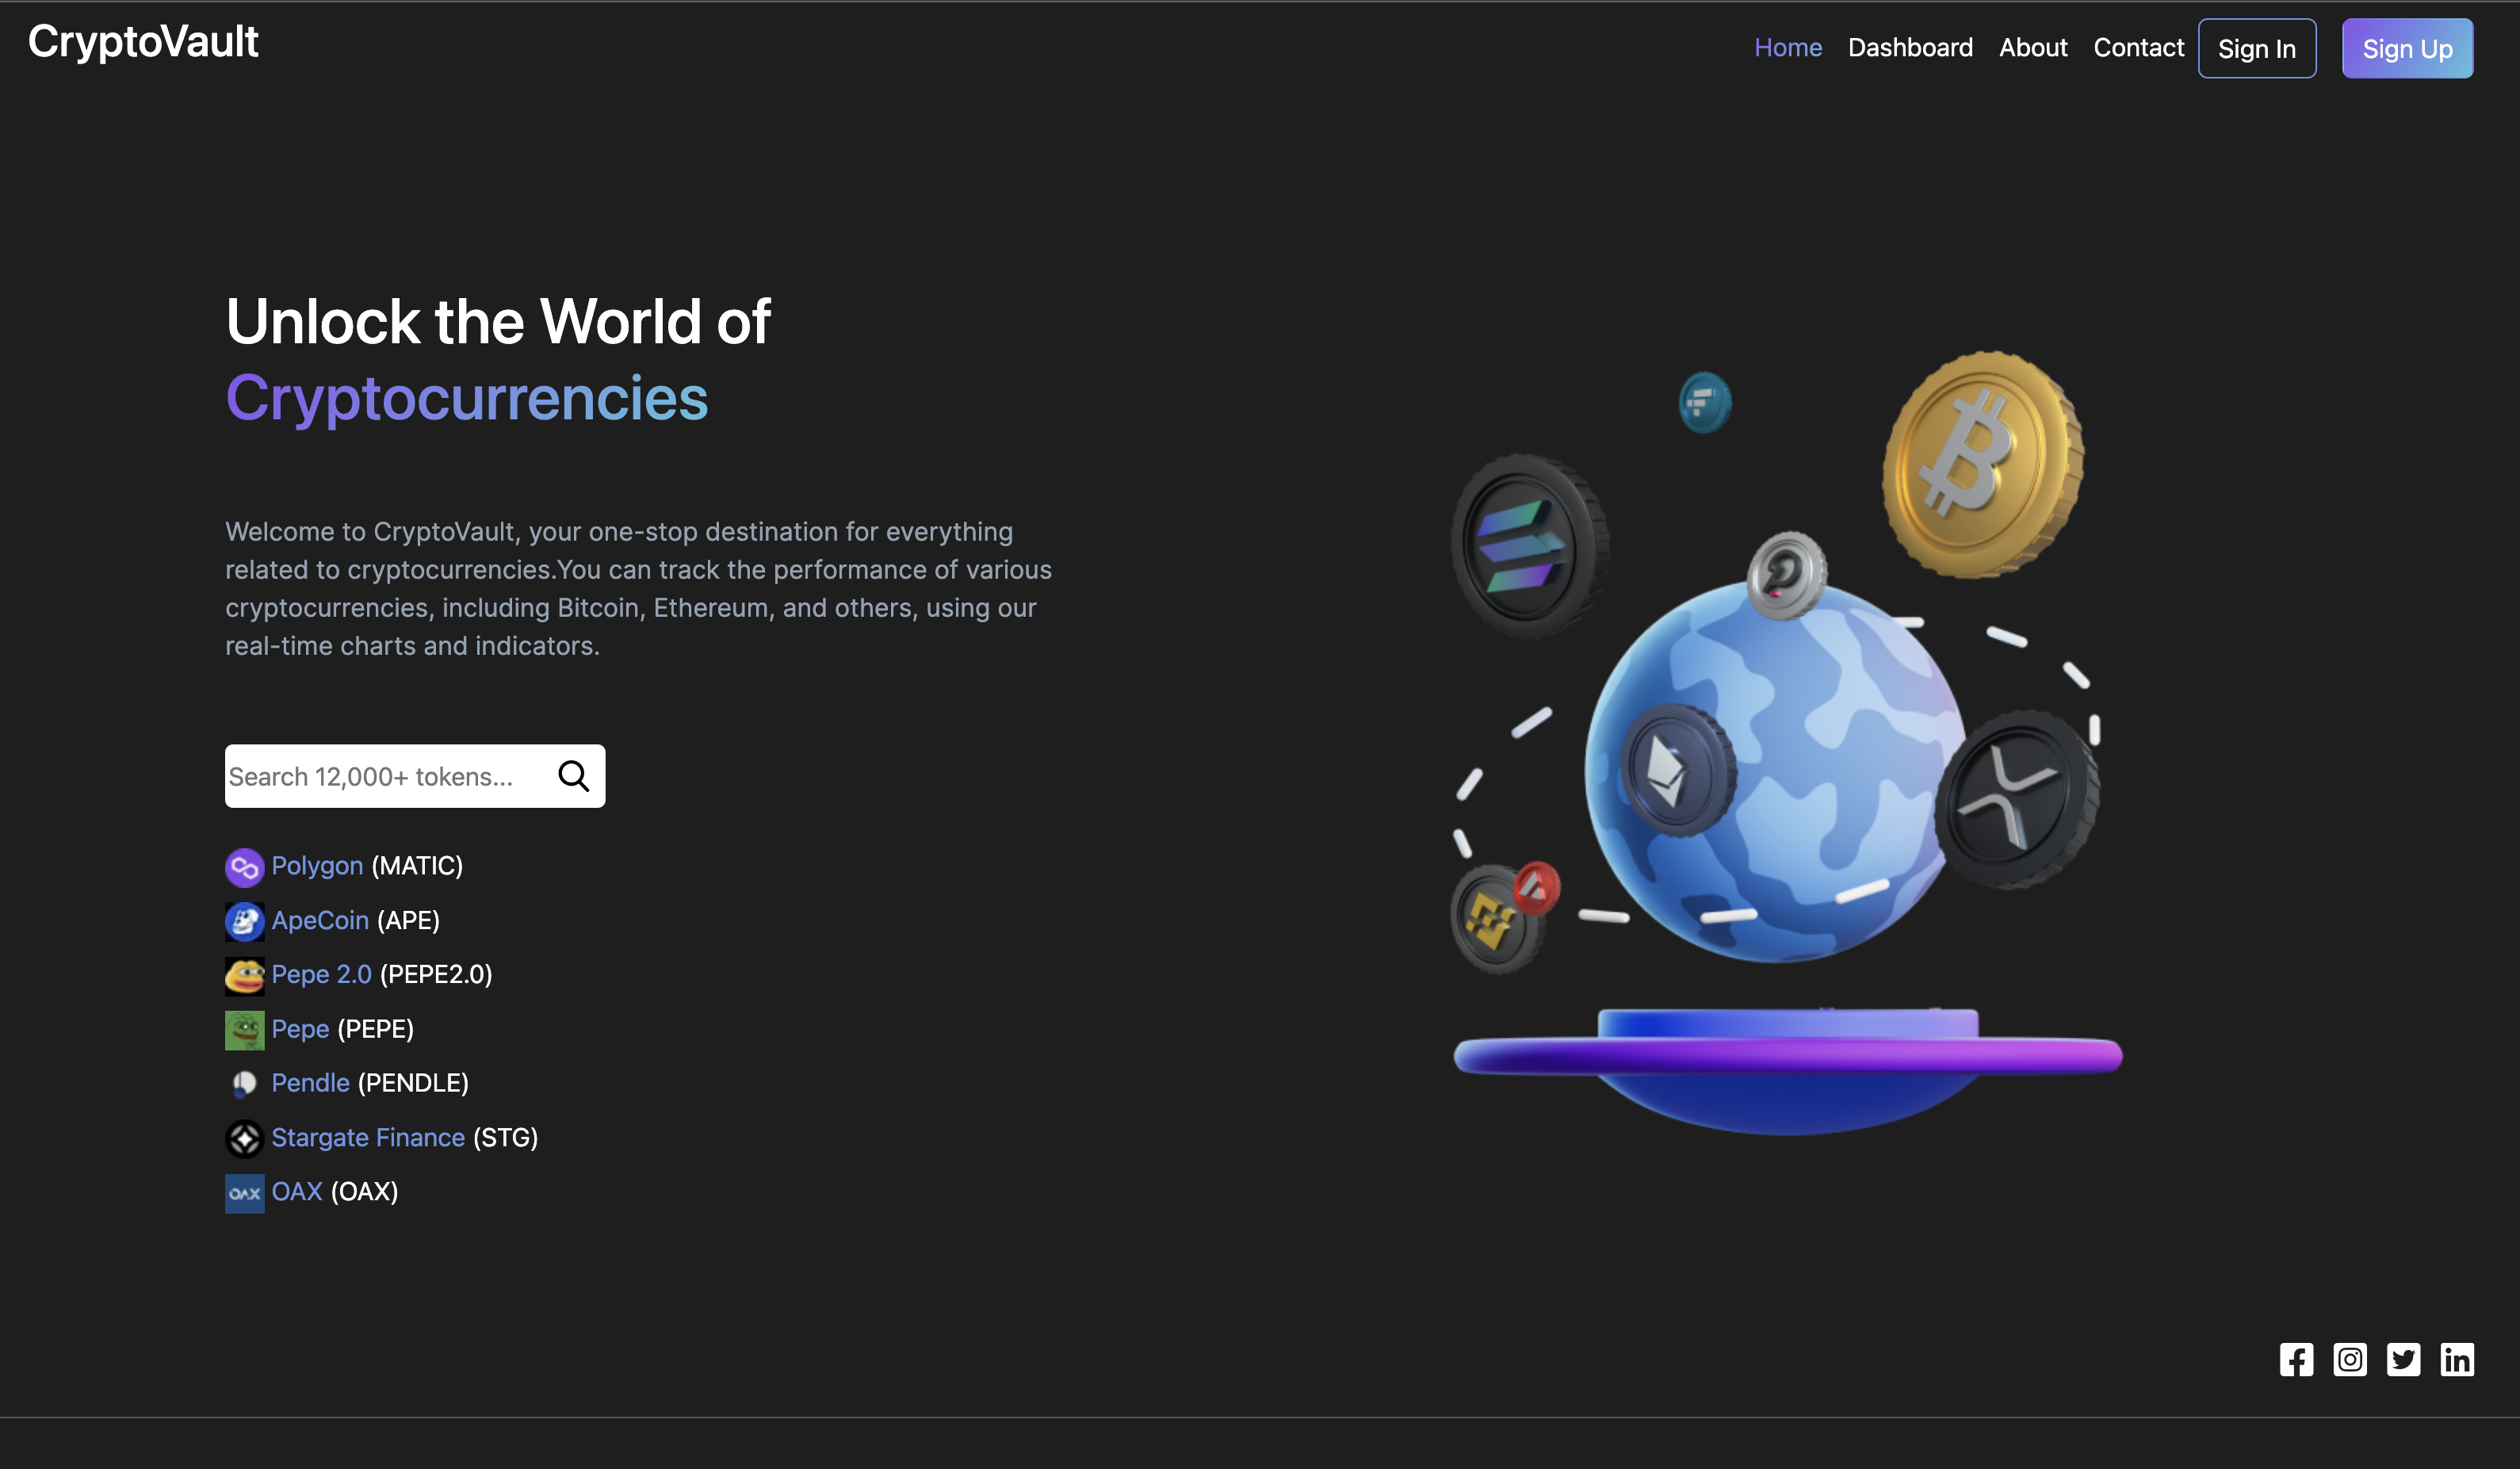 CryptoVault
Home Dashboard About Contact Sign In Sign Up
Unlock the World of
Cryptocurrencies
Welcome to CryptoVault, your one-stop destination for everything
related to cryptocurrencies.You can track the performance of various
cryptocurrencies, including Bitcoin, Ethereum, and others, using our
real-time charts and indicators.
Search 12,000+ tokens...
Polygon (MATIC)
ApeCoin (APE)
Pepe 2.0 (PEPE2.0)
Pepe (PEPE)
Pendle (PENDLE)
Stargate Finance (STG)
OAX OAX (OAX)